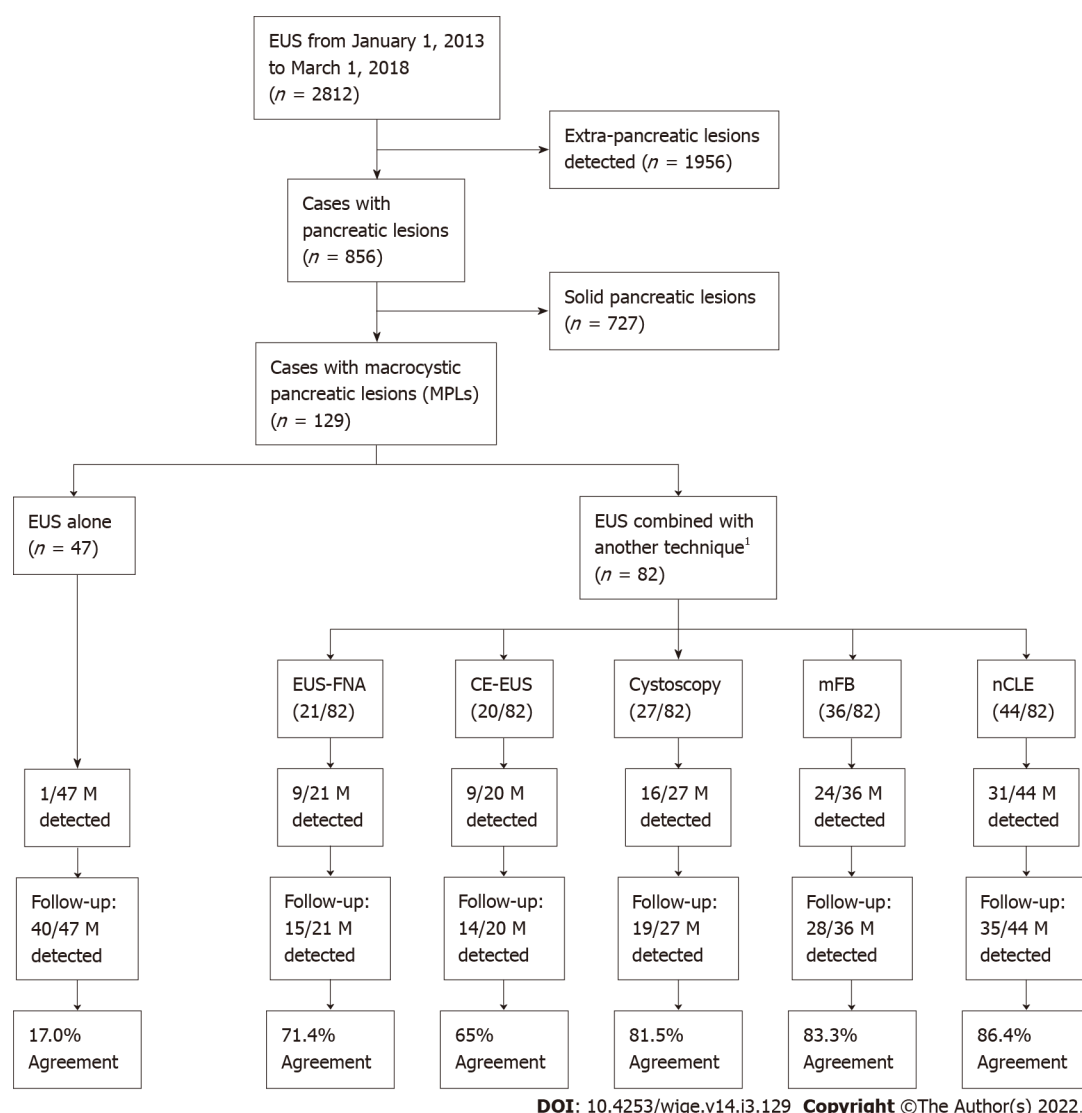 EUS from January 1, 2013
to March 1, 2018
(n = 2812)
Extra-pancreatic lesions
detected (n = 1956)
Cases with
pancreatic lesions
(n = 856)
Solid pancreatic lesions
(n = 727)
Cases with macrocystic
pancreatic lesions (MPLs)
(n = 129)
EUS alone
(n = 47)
EUS combined with
another technique¹
(n = 82)
EUS-FNA
(21/82)
CE-EUS
(20/82)
Cystoscopy
(27/82)
mFB
(36/82)
nCLE
(44/82)
1/47 M
detected
9/21 M
detected
9/20 M
detected
16/27 M
detected
24/36 M
detected
31/44 M
detected
Follow-up:
40/47 M
detected
Follow-up:
15/21 M
detected
Follow-up:
14/20 M
detected
Follow-up:
19/27 M
detected
Follow-up:
28/36 M
detected
Follow-up:
35/44 M
detected
17.0%
Agreement
71.4%
Agreement
65%
Agreement
81.5%
Agreement
83.3%
Agreement
86.4%
Agreement
DOI: 10.4253/wjge.v14.i3.129 Copyright ©The Author(s) 2022.